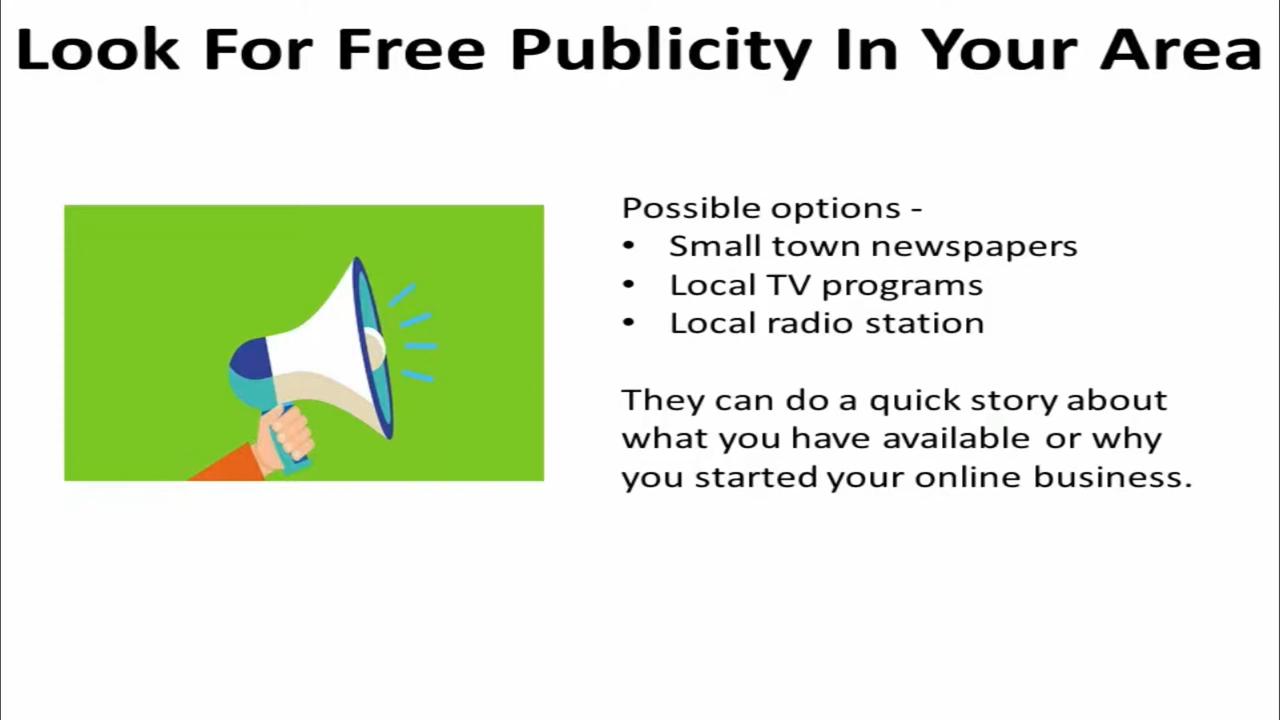 Look For Free Publicity In Your Area
Possible options -
• Small town newspapers
• Local TV programs
• Local radio station
They can do a quick story about
what you have available or why
you started your online business.